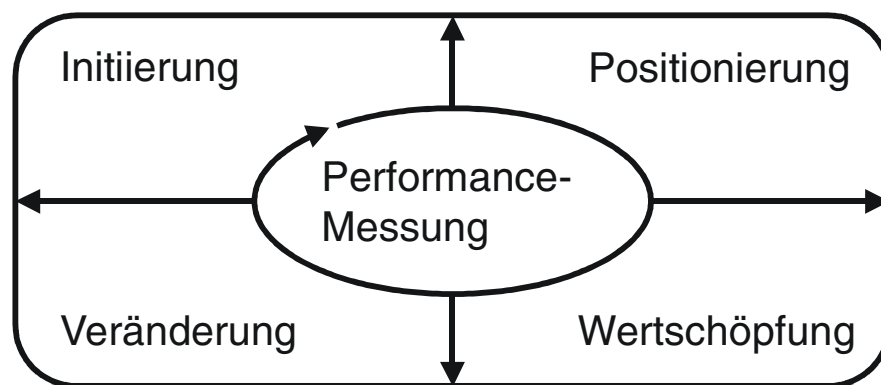 Initiierung
Positionierung
Performance-
Messung
Veränderung
Wertschöpfung